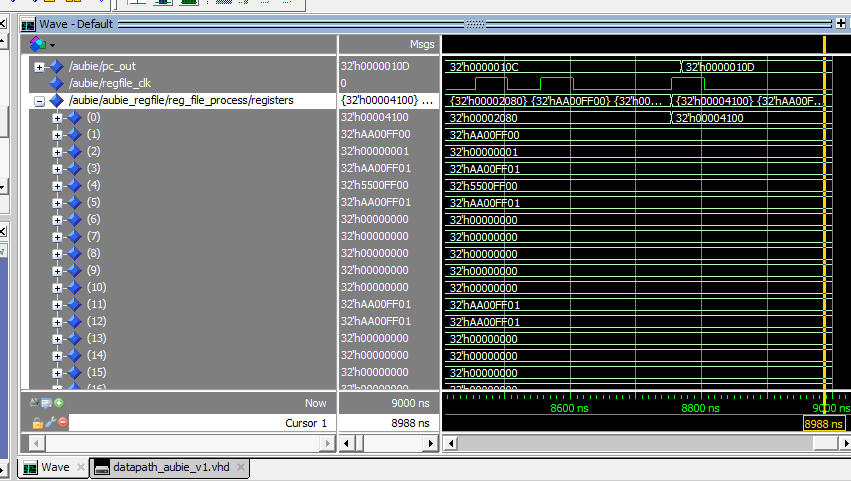 Wave - Default
Msgs
/aubie/pc_out 32'h0000010D 32'h0000010C 32'h0000010D
/aubie/regfile_clk 0
/aubie/aubie_regfile/reg_file_process/registers {32'h00004100} ... {32'h00002080} {32'hAA00FF00} {32'h00... {32'h00004100} {32'hAA00F...
(0) 32'h00004100 32'h00002080 32'h00004100
(1) 32'hAA00FF00 32'hAA00FF00
(2) 32'h00000001 32'h00000001
(3) 32'hAA00FF01 32'hAA00FF01
(4) 32'h5500FF00 32'h5500FF00
(5) 32'hAA00FF01 32'hAA00FF01
(6) 32'h00000000 32'h00000000
(7) 32'h00000000 32'h00000000
(8) 32'h00000000 32'h00000000
(9) 32'h00000000 32'h00000000
(10) 32'h00000000 32'h00000000
(11) 32'hAA00FF01 32'hAA00FF01
(12) 32'hAA00FF01 32'hAA00FF01
(13) 32'h00000000 32'h00000000
(14) 32'h00000000 32'h00000000
(15) 32'h00000000 32'h00000000
(16) 32'h00000000 32'h00000000
Now 9000 ns 8600 ns 8800 ns 9000 ns
Cursor 1 8988 ns 8988 ns
Wave datapath_aubie_v1.vhd